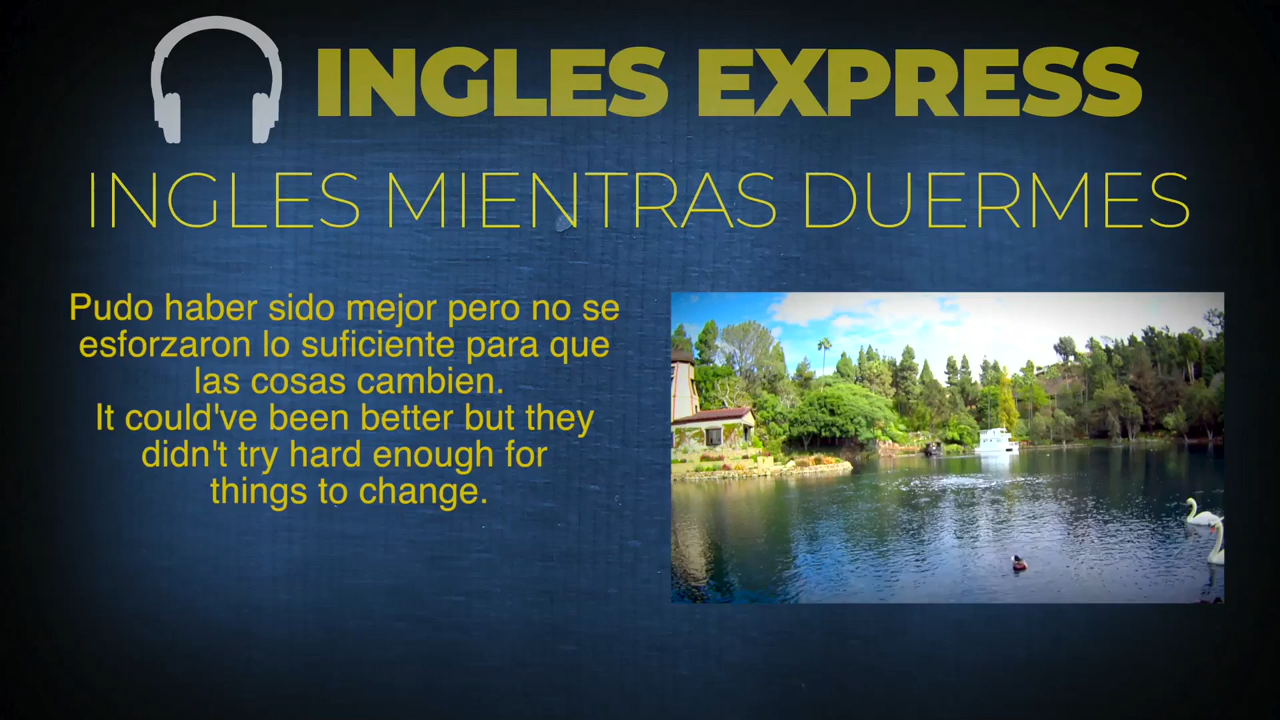 INGLES EXPRESS
INGLES MIENTRAS DUERMES
Pudo haber sido mejor pero no se
esforzaron lo suficiente para que
las cosas cambien.
It could've been better but they
didn't try hard enough for
things to change.